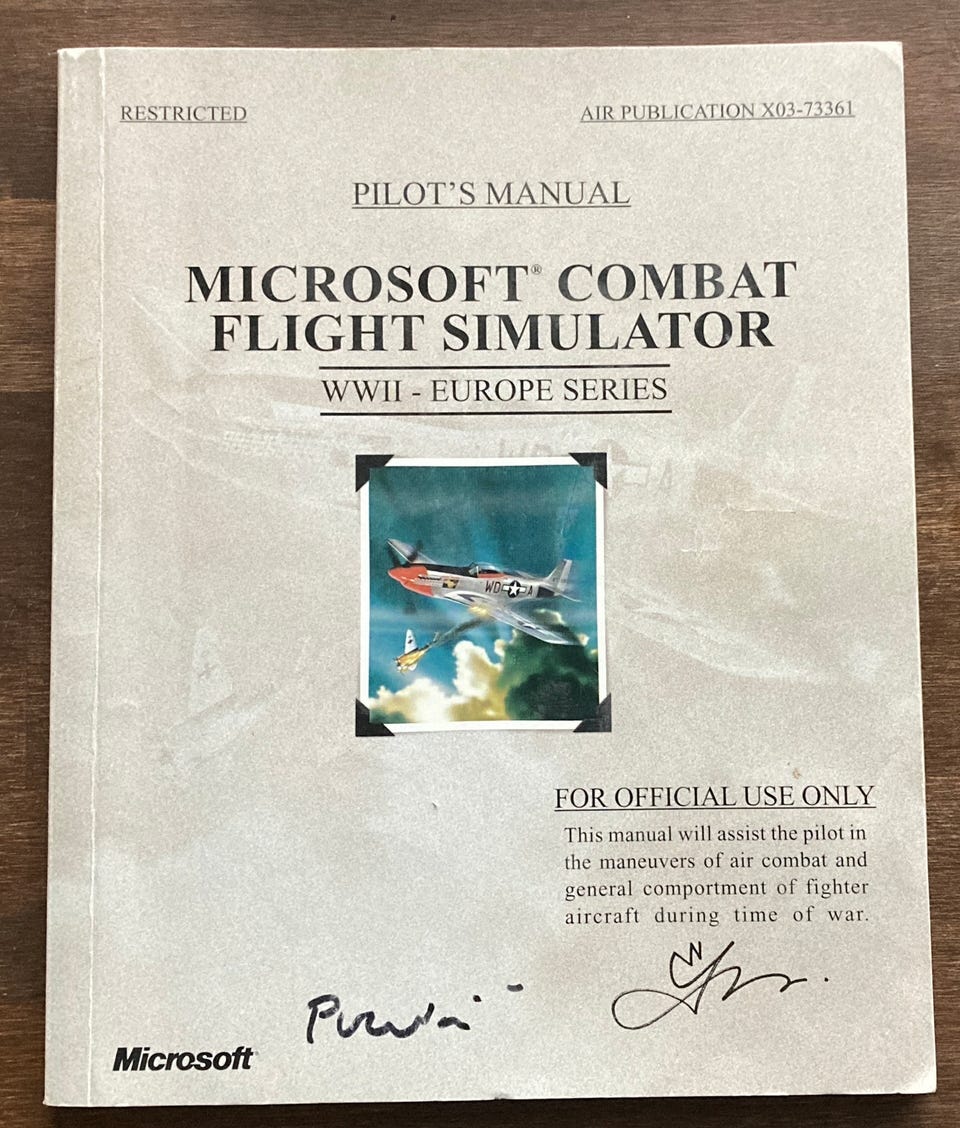 RESTRICTED
AIR PUBLICATION X03-73361
PILOT'S MANUAL
MICROSOFT® COMBAT
FLIGHT SIMULATOR
WWII - EUROPE SERIES
WD A
FOR OFFICIAL USE ONLY
This manual will assist the pilot in
the maneuvers of air combat and
general comportment of fighter
aircraft during time of war.
Microsoft